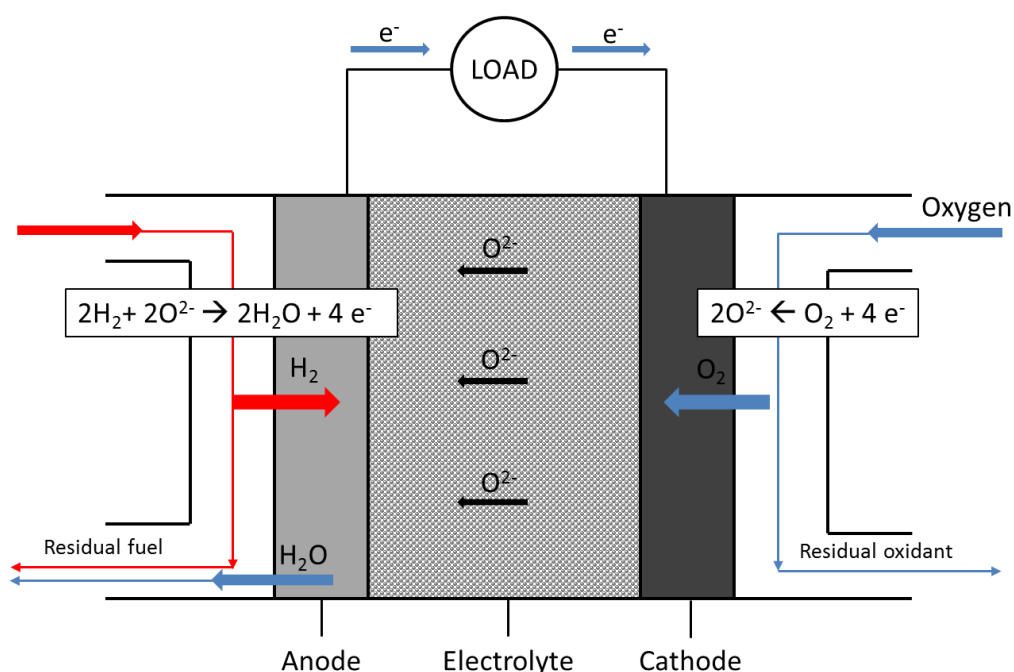 e⁻ e⁻
LOAD
Oxygen
O²⁻
2H₂+ 2O²⁻ → 2H₂O + 4 e⁻
2O²⁻ ← O₂ + 4 e⁻
O²⁻
H₂
O₂
O²⁻
Residual fuel
H₂O
Residual oxidant
Anode Electrolyte Cathode